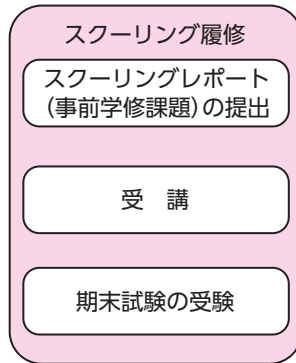 スクーリング履修
スクーリングレポート
(事前学修課題)の提出
受　講
期末試験の受験